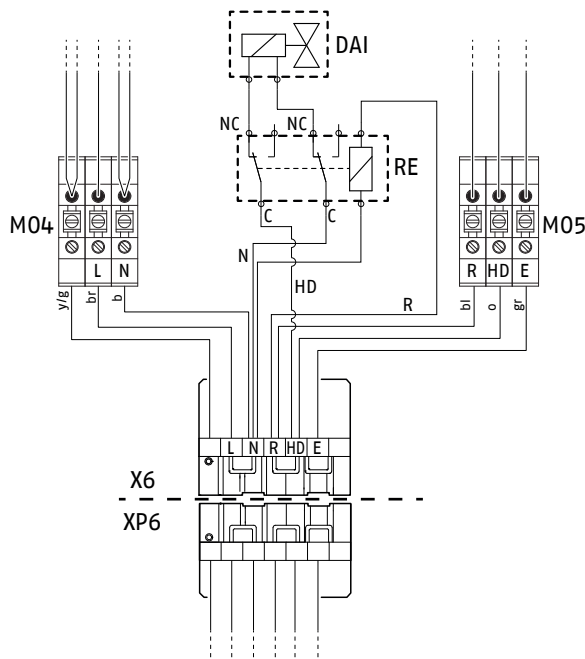 DAI
NC NC
RE
C C
M04
M05
L N
R HD E
N
HD
R
y/g br b
bl o gr
L N R HD E
X6
XP6